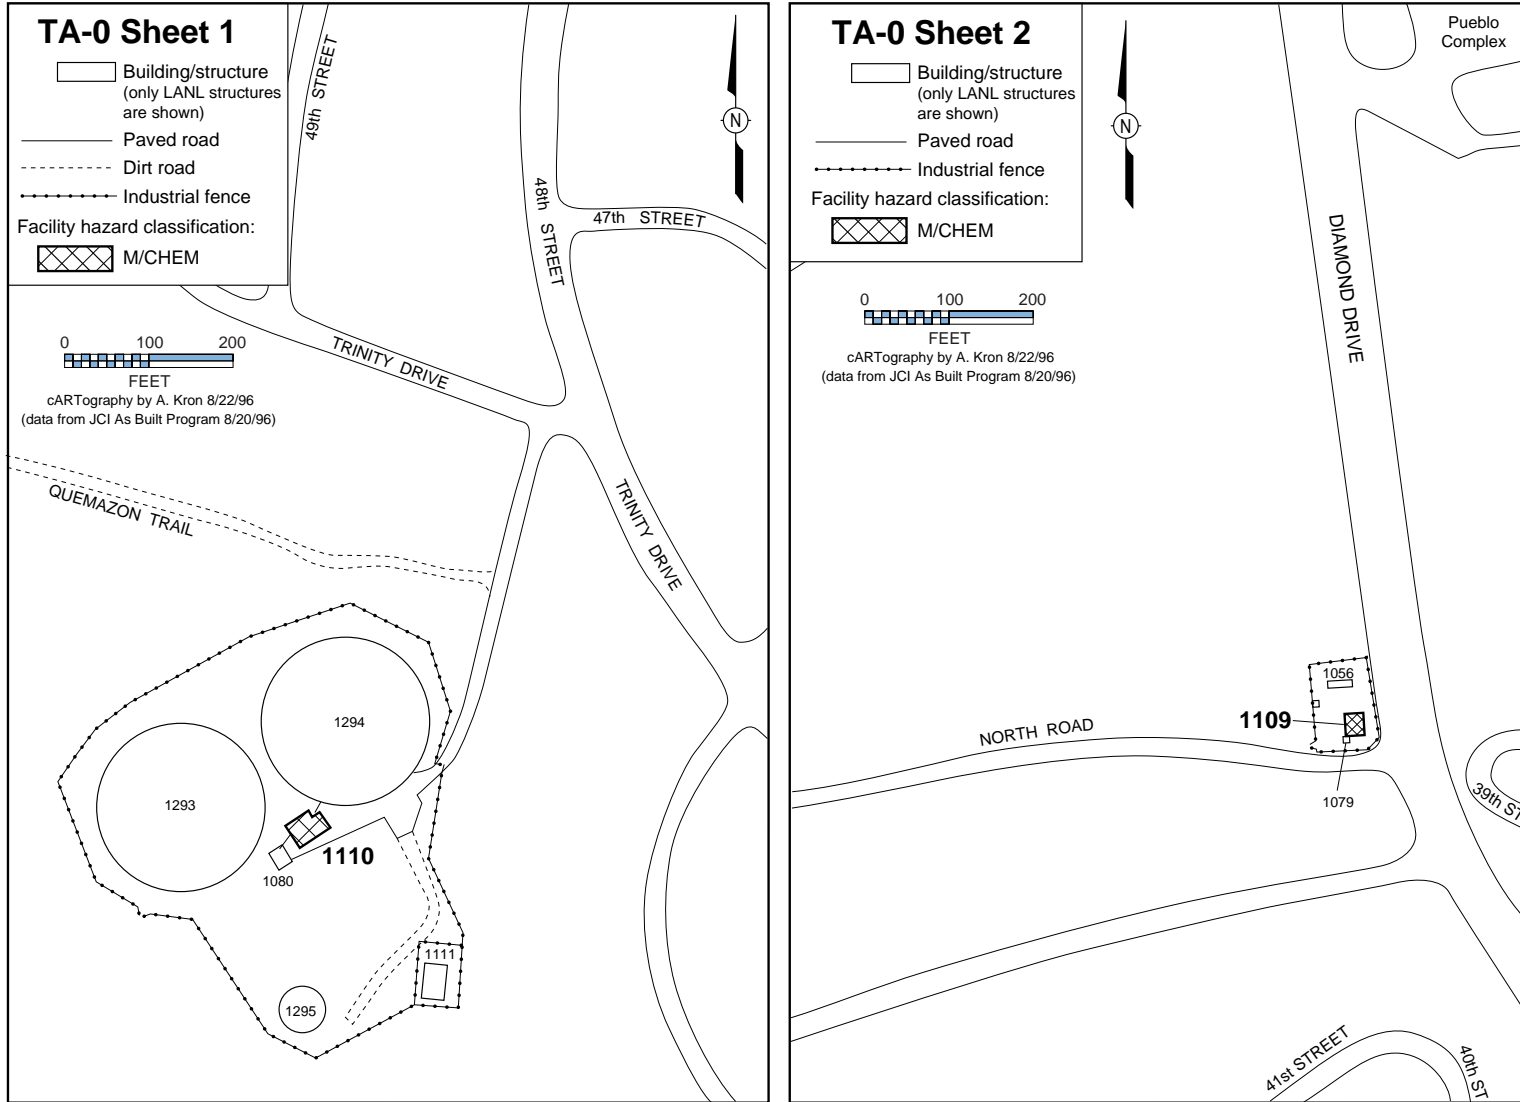 TA-0 Sheet 1
Building/structure
(only LANL structures
are shown)
Paved road
Dirt road
Industrial fence
Facility hazard classification:
M/CHEM
49th STREET
48th STREET
47th STREET
N
0 100 200
FEET
cARTography by A. Kron 8/22/96
(data from JCI As Built Program 8/20/96)
TRINITY DRIVE
QUEMAZON TRAIL
TRINITY DRIVE
1294
1293
1110
1080
1111
1295
TA-0 Sheet 2
Building/structure
(only LANL structures
are shown)
Paved road
Industrial fence
Facility hazard classification:
M/CHEM
N
Pueblo
Complex
0 100 200
FEET
cARTography by A. Kron 8/22/96
(data from JCI As Built Program 8/20/96)
DIAMOND DRIVE
1056
1109
NORTH ROAD
1079
39th ST
41st STREET
40th ST